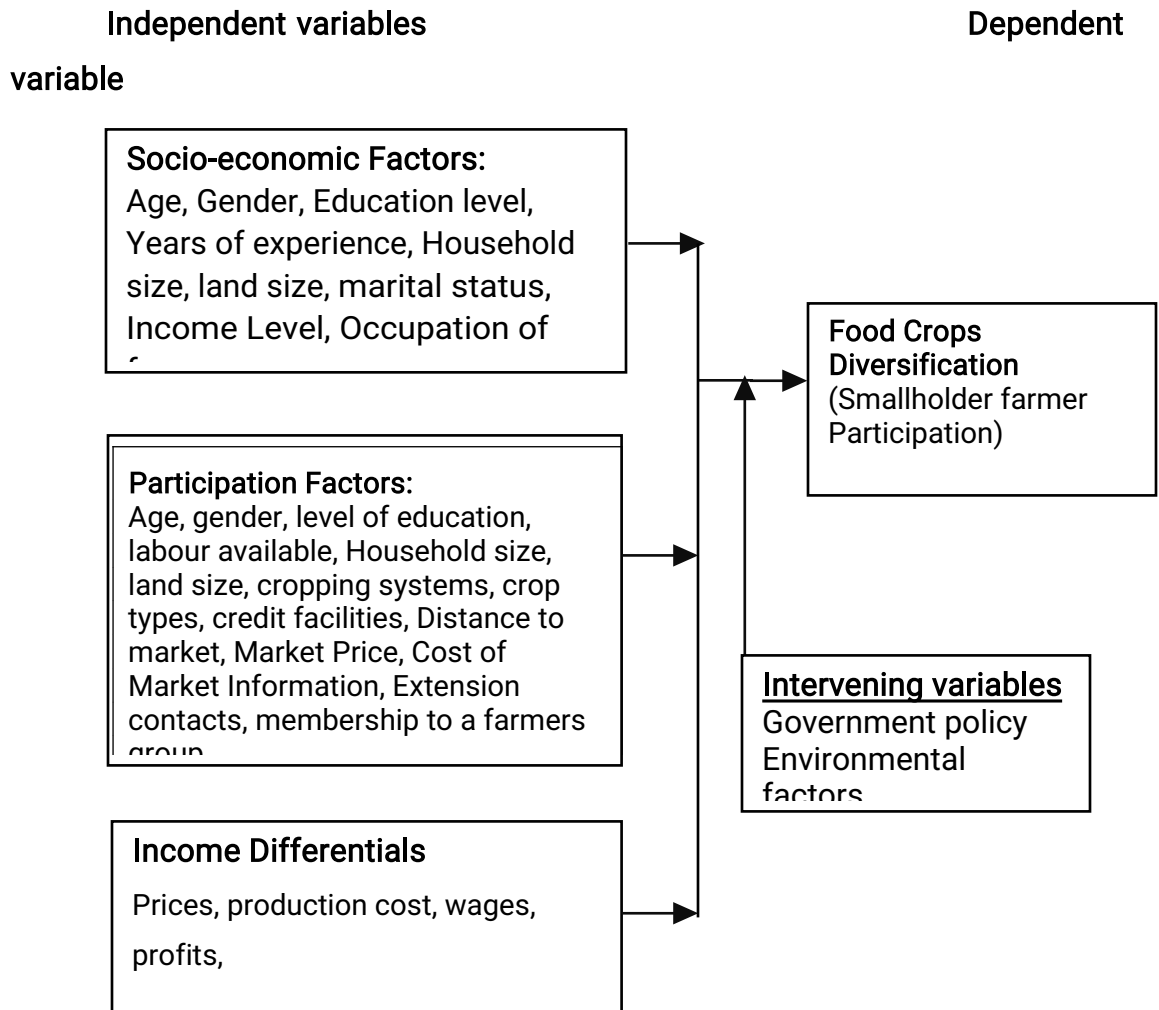 Independent variables Dependent
variable
Socio-economic Factors:
Age, Gender, Education level,
Years of experience, Household
size, land size, marital status,
Income Level, Occupation of
Food Crops
Diversification
(Smallholder farmer
Participation)
Participation Factors:
Age, gender, level of education,
labour available, Household size,
land size, cropping systems, crop
types, credit facilities, Distance to
market, Market Price, Cost of
Market Information, Extension
contacts, membership to a farmers
group
Intervening variables
Government policy
Environmental
factors
Income Differentials
Prices, production cost, wages,
profits,